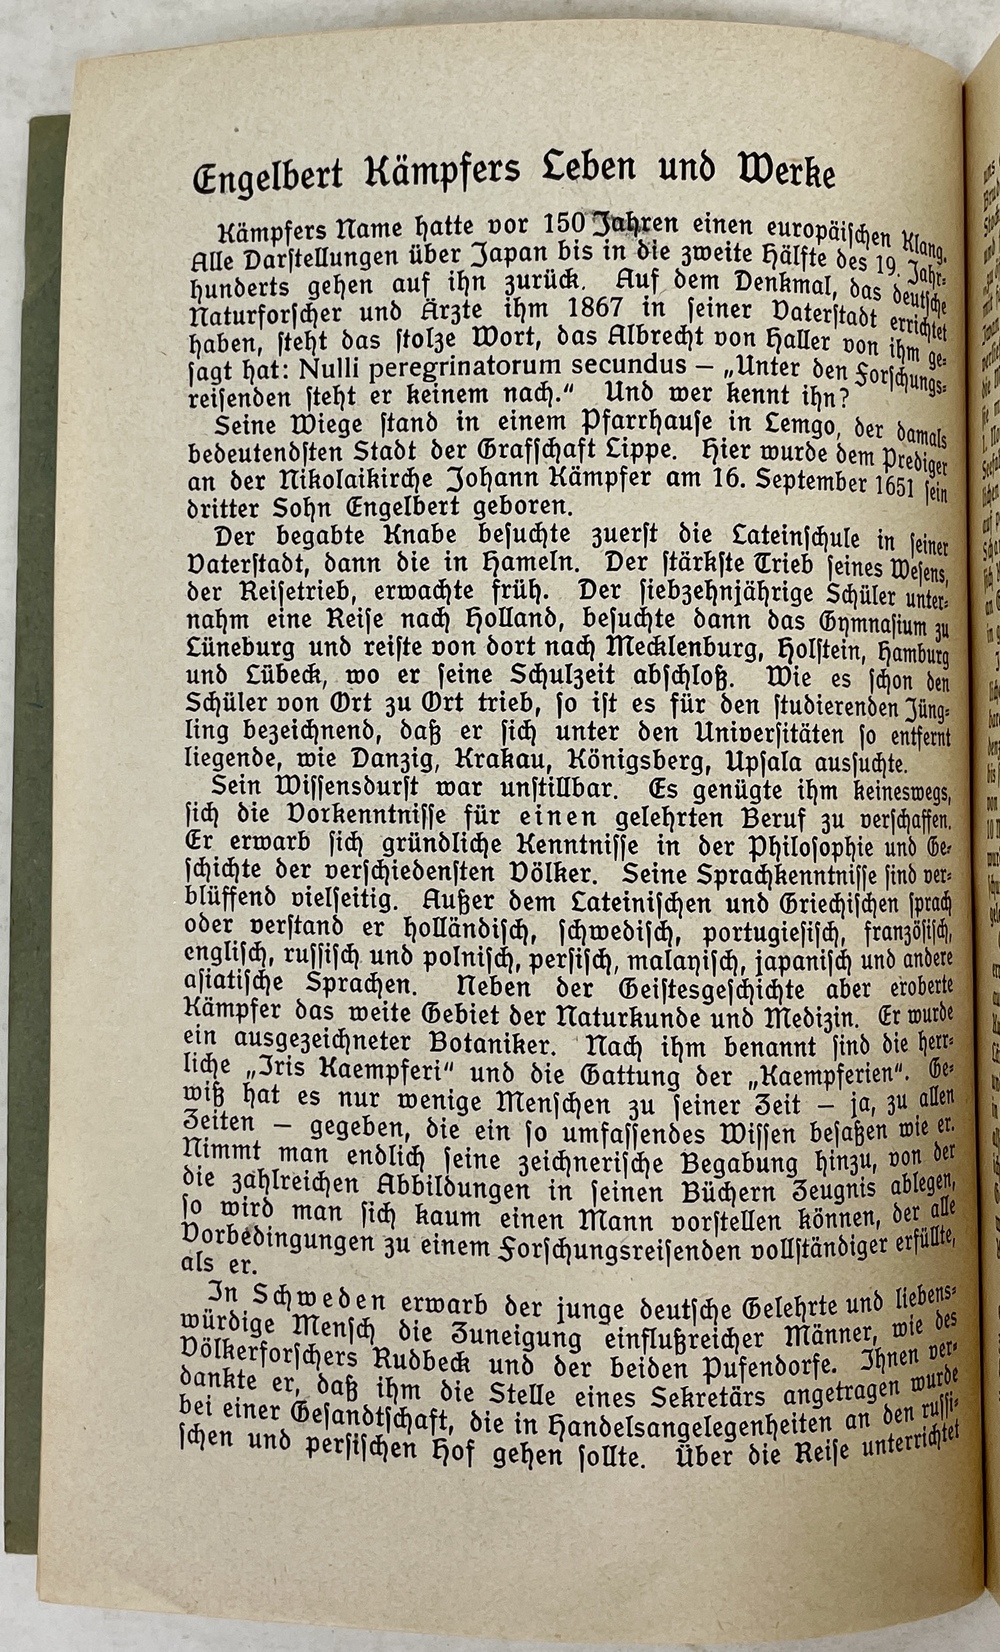 Engelbert Kämpfers Leben und Werke
Kämpfers Name hatte vor 150 Jahren einen europäischen Klang.
Alle Darstellungen über Japan bis in die zweite Hälfte des 19. Jahr-
hunderts gehen auf ihn zurück. Auf dem Denkmal, das deutsche
Naturforscher und Ärzte ihm 1867 in seiner Vaterstadt errichtet
haben, steht das stolze Wort, das Albrecht von Haller von ihm ge-
sagt hat: Nulli peregrinatorum secundus — „Unter den Forschungs-
reisenden steht er keinem nach.“ Und wer kennt ihn?
Seine Wiege stand in einem Pfarrhause in Lemgo, der damals
bedeutendsten Stadt der Grafschaft Lippe. Hier wurde dem Prediger
an der Nikolaikirche Johann Kämpfer am 16. September 1651 sein
dritter Sohn Engelbert geboren.
Der begabte Knabe besuchte zuerst die Lateinschule in seiner
Vaterstadt, dann die in Hameln. Der stärkste Trieb seines Wesens,
der Reisetrieb, erwachte früh. Der siebzehnjährige Schüler unter-
nahm eine Reise nach Holland, besuchte dann das Gymnasium zu
Lüneburg und reiste von dort nach Mecklenburg, Holstein, Hamburg
und Lübeck, wo er seine Schulzeit abschloß. Wie es schon den
Schüler von Ort zu Ort trieb, so ist es für den studierenden Jüng-
ling bezeichnend, daß er sich unter den Universitäten so entfernt
liegende, wie Danzig, Krakau, Königsberg, Upsala aussuchte.
Sein Wissensdurst war unstillbar. Es genügte ihm keineswegs,
sich die Vorkenntnisse für einen gelehrten Beruf zu verschaffen.
Er erwarb sich gründliche Kenntnisse in der Philosophie und Ge-
schichte der verschiedensten Völker. Seine Sprachkenntnisse sind ver-
blüffend vielseitig. Außer dem Lateinischen und Griechischen sprach
oder verstand er holländisch, schwedisch, portugiesisch, französisch,
englisch, russisch und polnisch, persisch, malayisch, japanisch und andere
asiatische Sprachen. Neben der Geistesgeschichte aber eroberte
Kämpfer das weite Gebiet der Naturkunde und Medizin. Er wurde
ein ausgezeichneter Botaniker. Nach ihm benannt sind die herr-
liche „Iris Kaempferi“ und die Gattung der „Kaempferien“. Ge-
wiß hat es nur wenige Menschen zu seiner Zeit — ja, zu allen
Zeiten — gegeben, die ein so umfassendes Wissen besaßen wie er.
Nimmt man endlich seine zeichnerische Begabung hinzu, von der
die zahlreichen Abbildungen in seinen Büchern Zeugnis ablegen,
so wird man sich kaum einen Mann vorstellen können, der alle
Vorbedingungen zu einem Forschungsreisenden vollständiger erfüllte,
als er.
In Schweden erwarb der junge deutsche Gelehrte und liebens-
würdige Mensch die Zuneigung einflußreicher Männer, wie des
Völkerforschers Rudbeck und der beiden Pufendorfe. Ihnen ver-
dankte er, daß ihm die Stelle eines Sekretärs angetragen wurde
bei einer Gesandtschaft, die in Handelsangelegenheiten an den russi-
schen und persischen Hof gehen sollte. Über die Reise unterrichtet